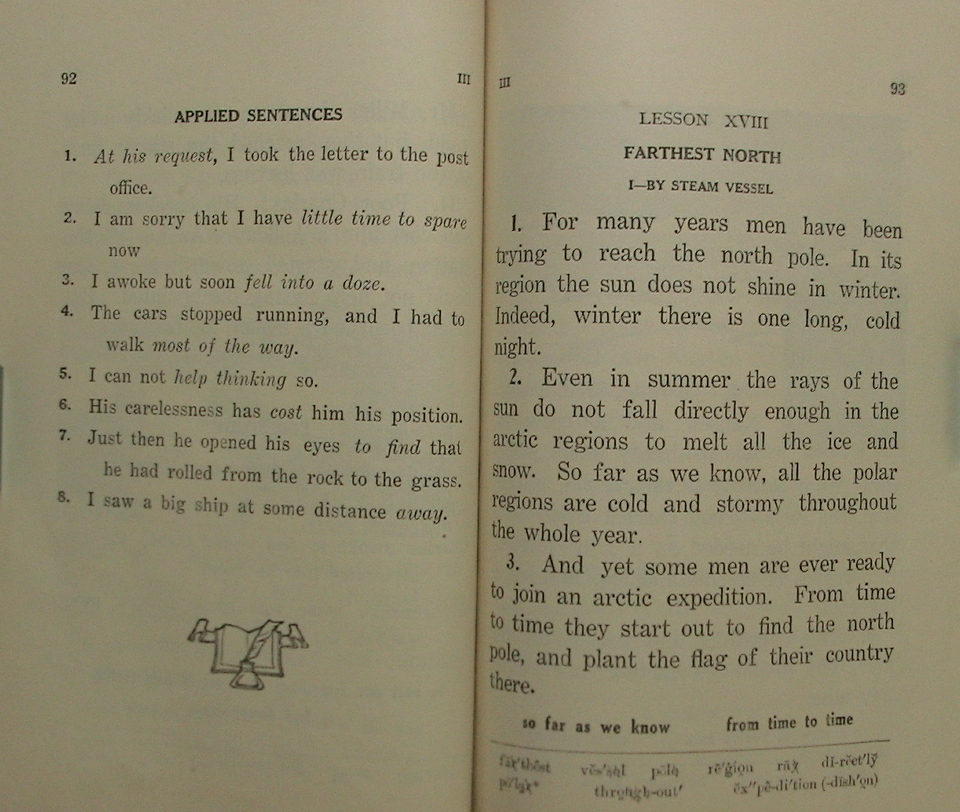 92
III
APPLIED SENTENCES
1. At his request, I took the letter to the post
office.
2. I am sorry that I have little time to spare
now
3. I awoke but soon fell into a doze.
4. The cars stopped running, and I had to
walk most of the way.
5. I can not help thinking so.
6. His carelessness has cost him his position.
7. Just then he opened his eyes to find that
he had rolled from the rock to the grass.
8. I saw a big ship at some distance away.
III
93
LESSON XVIII
FARTHEST NORTH
I—BY STEAM VESSEL
1. For many years men have been
trying to reach the north pole. In its
region the sun does not shine in winter.
Indeed, winter there is one long, cold
night.
2. Even in summer the rays of the
sun do not fall directly enough in the
arctic regions to melt all the ice and
snow. So far as we know, all the polar
regions are cold and stormy throughout
the whole year.
3. And yet some men are ever ready
to join an arctic expedition. From time
to time they start out to find the north
pole, and plant the flag of their country
there.
so far as we know from time to time